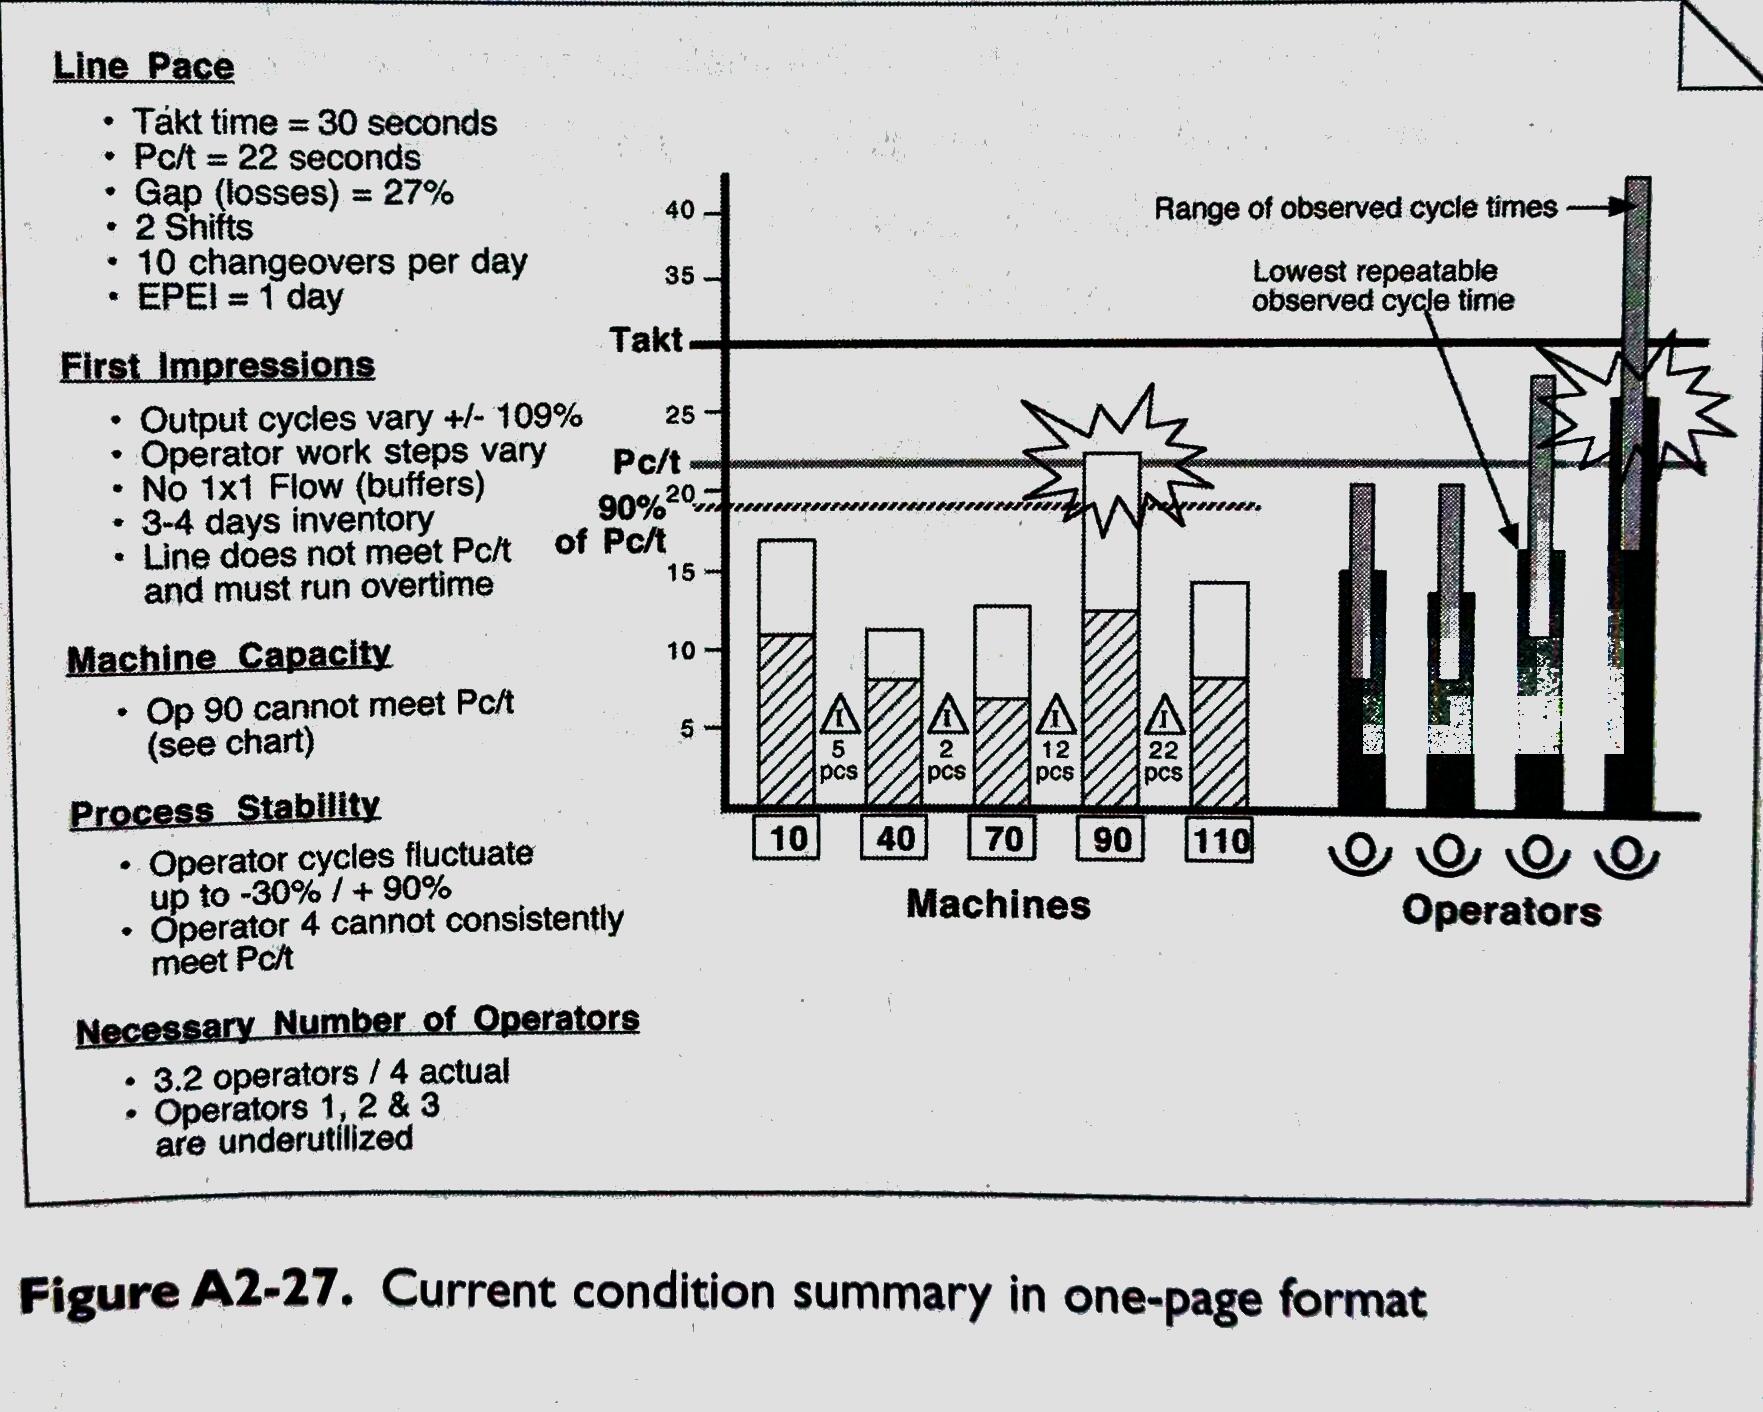 Line Pace
• Takt time = 30 seconds
• Pc/t = 22 seconds
• Gap (losses) = 27%
• 2 Shifts
• 10 changeovers per day
• EPEI = 1 day
First Impressions
• Output cycles vary +/- 109%
• Operator work steps vary
• No 1x1 Flow (buffers)
• 3-4 days inventory
• Line does not meet Pc/t
and must run overtime
Machine Capacity
• Op 90 cannot meet Pc/t
(see chart)
Process Stability
• Operator cycles fluctuate
up to -30% / + 90%
• Operator 4 cannot consistently
meet Pc/t
Necessary Number of Operators
• 3.2 operators / 4 actual
• Operators 1, 2 & 3
are underutilized
40
35
Takt
25
Pc/t
20
90%
of Pc/t
15
10
5
Range of observed cycle times
Lowest repeatable
observed cycle time
I I I I
5 2 12 22
pcs pcs pcs pcs
10 40 70 90 110
Machines
Operators
Figure A2-27. Current condition summary in one-page format